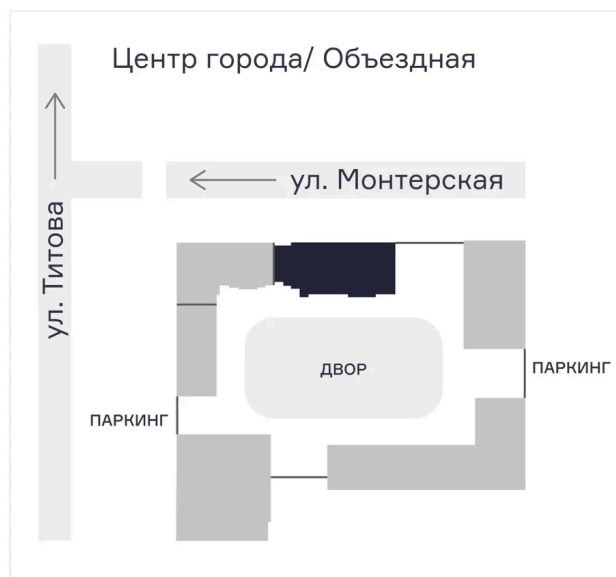 Центр города/ Объездная
ул. Монтерская
ул. Титова
ДВОР
ПАРКИНГ
ПАРКИНГ